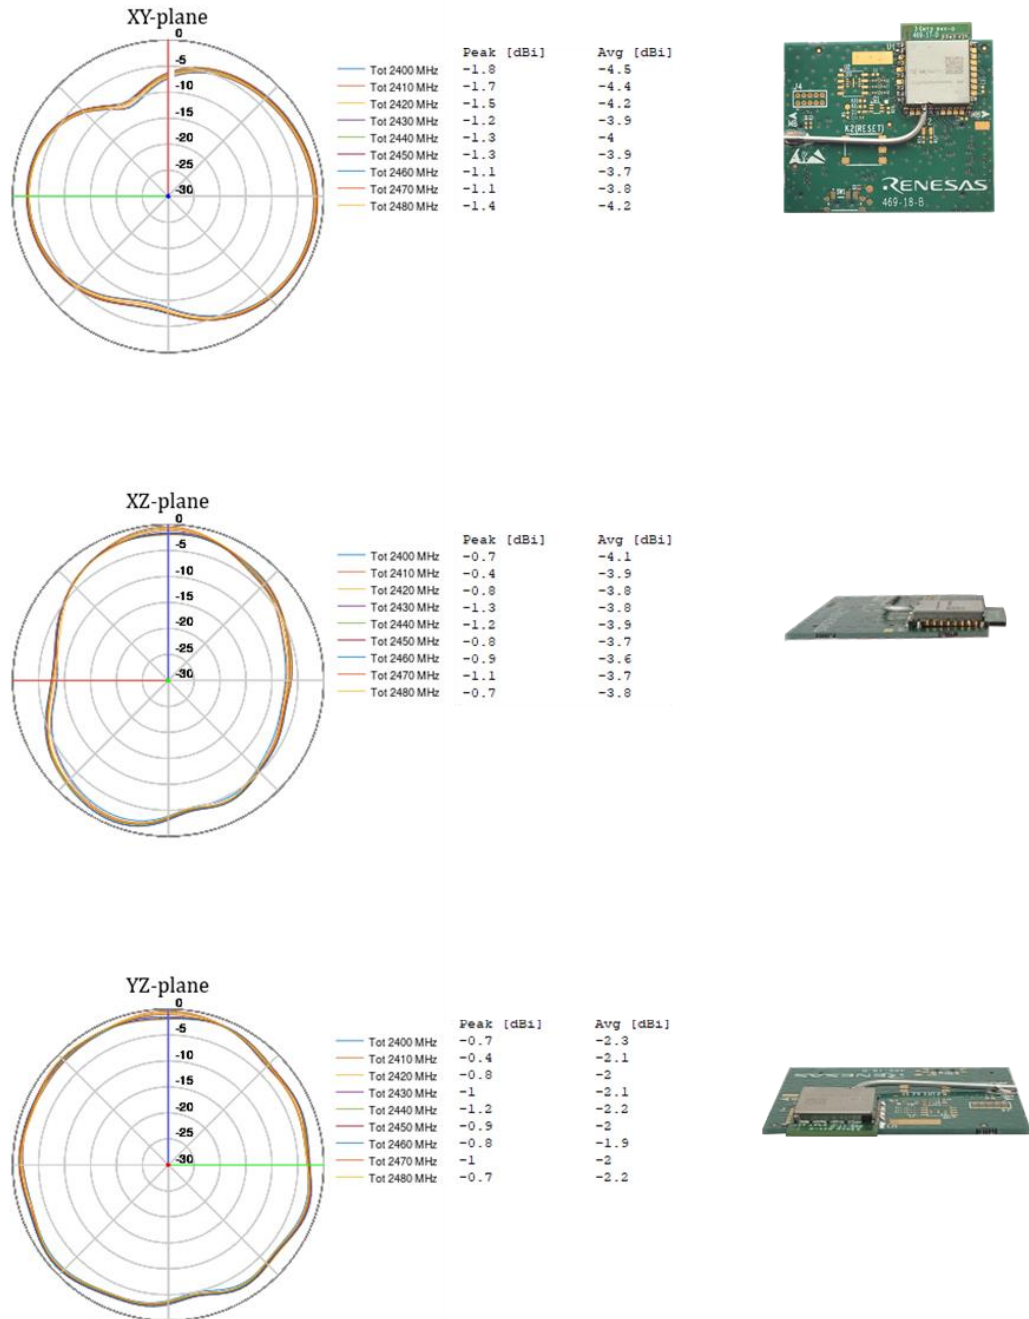 XY-plane
0
-5
-10
-15
-20
-25
-30
Peak [dBi] Avg [dBi]
Tot 2400 MHz -1.8 -4.5
Tot 2410 MHz -1.7 -4.4
Tot 2420 MHz -1.5 -4.2
Tot 2430 MHz -1.2 -3.9
Tot 2440 MHz -1.3 -4
Tot 2450 MHz -1.3 -3.9
Tot 2460 MHz -1.1 -3.7
Tot 2470 MHz -1.1 -3.8
Tot 2480 MHz -1.4 -4.2
J4
K2(RESET)
RENESAS
SW1
469-18-B
XZ-plane
0
-5
-10
-15
-20
-25
-30
Peak [dBi] Avg [dBi]
Tot 2400 MHz -0.7 -4.1
Tot 2410 MHz -0.4 -3.9
Tot 2420 MHz -0.8 -3.8
Tot 2430 MHz -1.3 -3.8
Tot 2440 MHz -1.2 -3.9
Tot 2450 MHz -0.8 -3.7
Tot 2460 MHz -0.9 -3.6
Tot 2470 MHz -1.1 -3.7
Tot 2480 MHz -0.7 -3.8
YZ-plane
0
-5
-10
-15
-20
-25
-30
Peak [dBi] Avg [dBi]
Tot 2400 MHz -0.7 -2.3
Tot 2410 MHz -0.4 -2.1
Tot 2420 MHz -0.8 -2
Tot 2430 MHz -1 -2.1
Tot 2440 MHz -1.2 -2.2
Tot 2450 MHz -0.9 -2
Tot 2460 MHz -0.8 -1.9
Tot 2470 MHz -1 -2
Tot 2480 MHz -0.7 -2.2
RENESAS